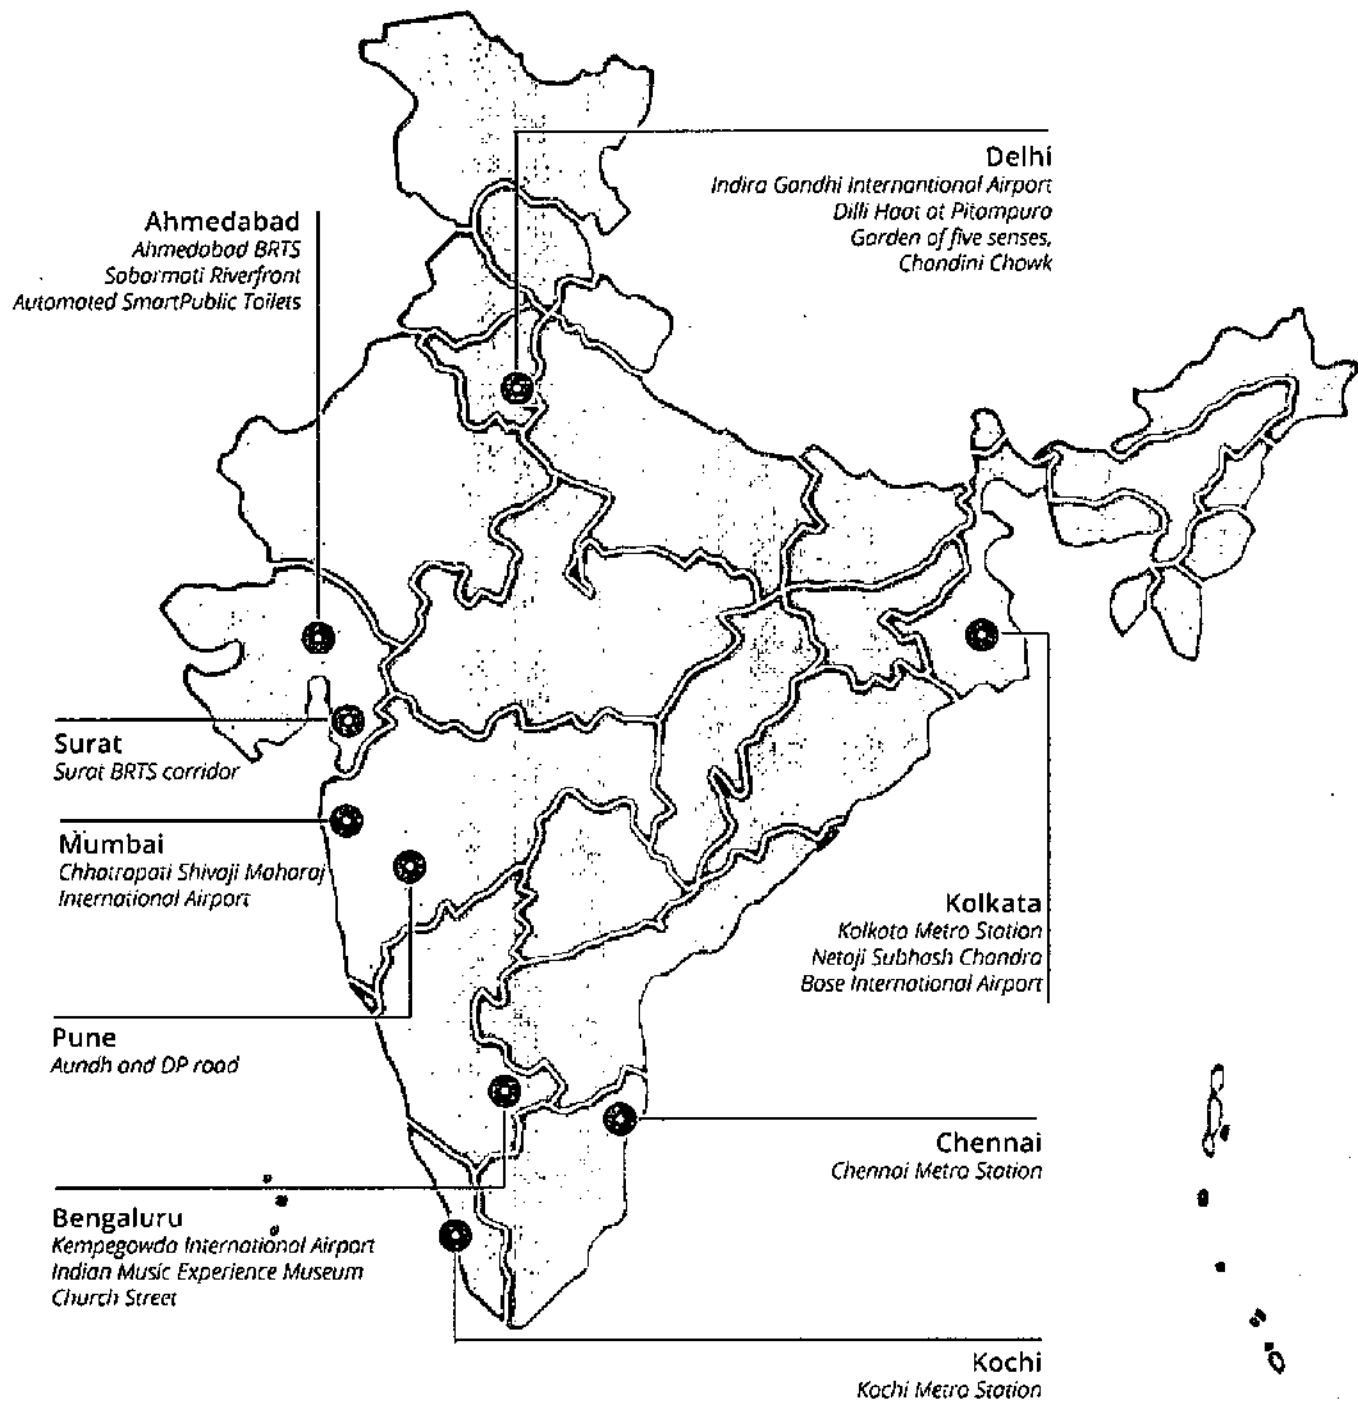 Delhi
Indira Gandhi Internantional Airport
Dilli Haat at Pitampura
Garden of five senses,
Chandini Chowk
Ahmedabad
Ahmedabad BRTS
Sabarmati Riverfront
Automated SmartPublic Toilets
Surat
Surat BRTS corridor
Mumbai
Chhatrapati Shivaji Maharaj
International Airport
Kolkata
Kolkata Metro Station
Netaji Subhash Chandra
Bose International Airport
Pune
Aundh and DP road
Chennai
Chennai Metro Station
Bengaluru
Kempegowda International Airport
Indian Music Experience Museum
Church Street
Kochi
Kochi Metro Station